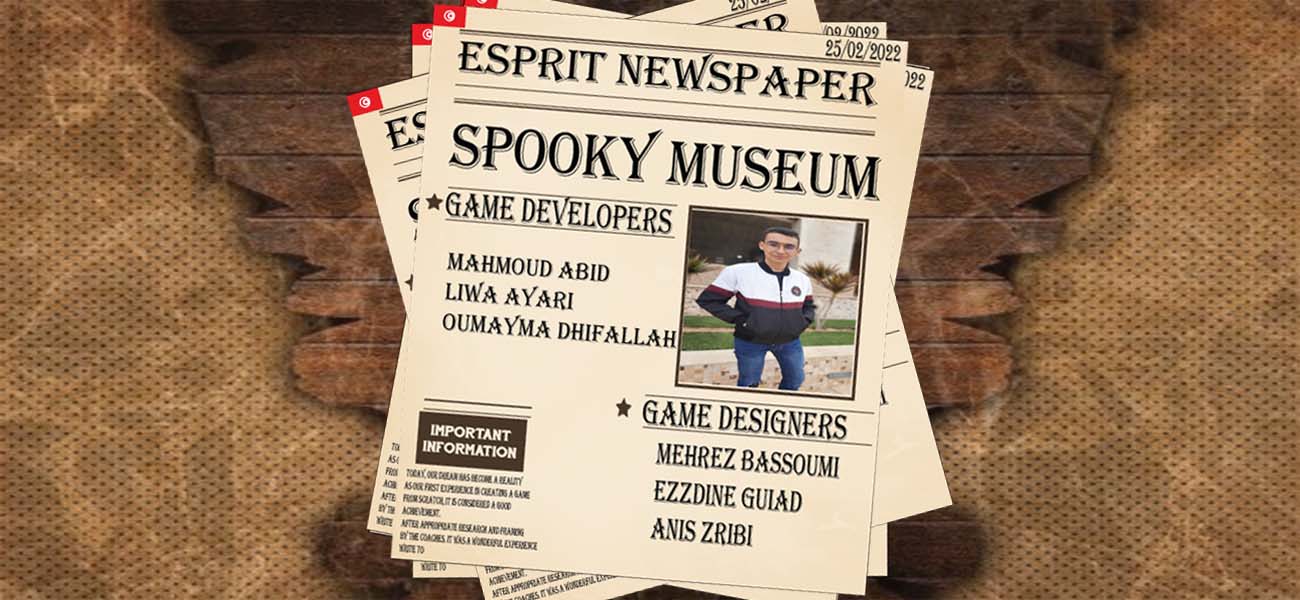 25/02/2022
ESPRIT NEWSPAPER
SPOOKY MUSEUM
GAME DEVELOPERS
MAHMOUD ABID
LIWA AYARI
OUMAYMA DHIFALLAH
GAME DESIGNERS
MEHREZ BASSOUMI
EZZDINE GUIAD
ANIS ZRIBI
IMPORTANT
INFORMATION
TODAY, OUR DREAM HAS BECOME A REALITY
AS OUR FIRST EXPERIENCE IN CREATING A GAME
FROM SCRATCH, IT IS CONSIDERED A GOOD
ACHIEVEMENT.
AFTER APPROPRIATE RESEARCH AND FRAMING
BY THE COACHES, IT WAS A WONDERFUL EXPERIENCE
WRITE TO